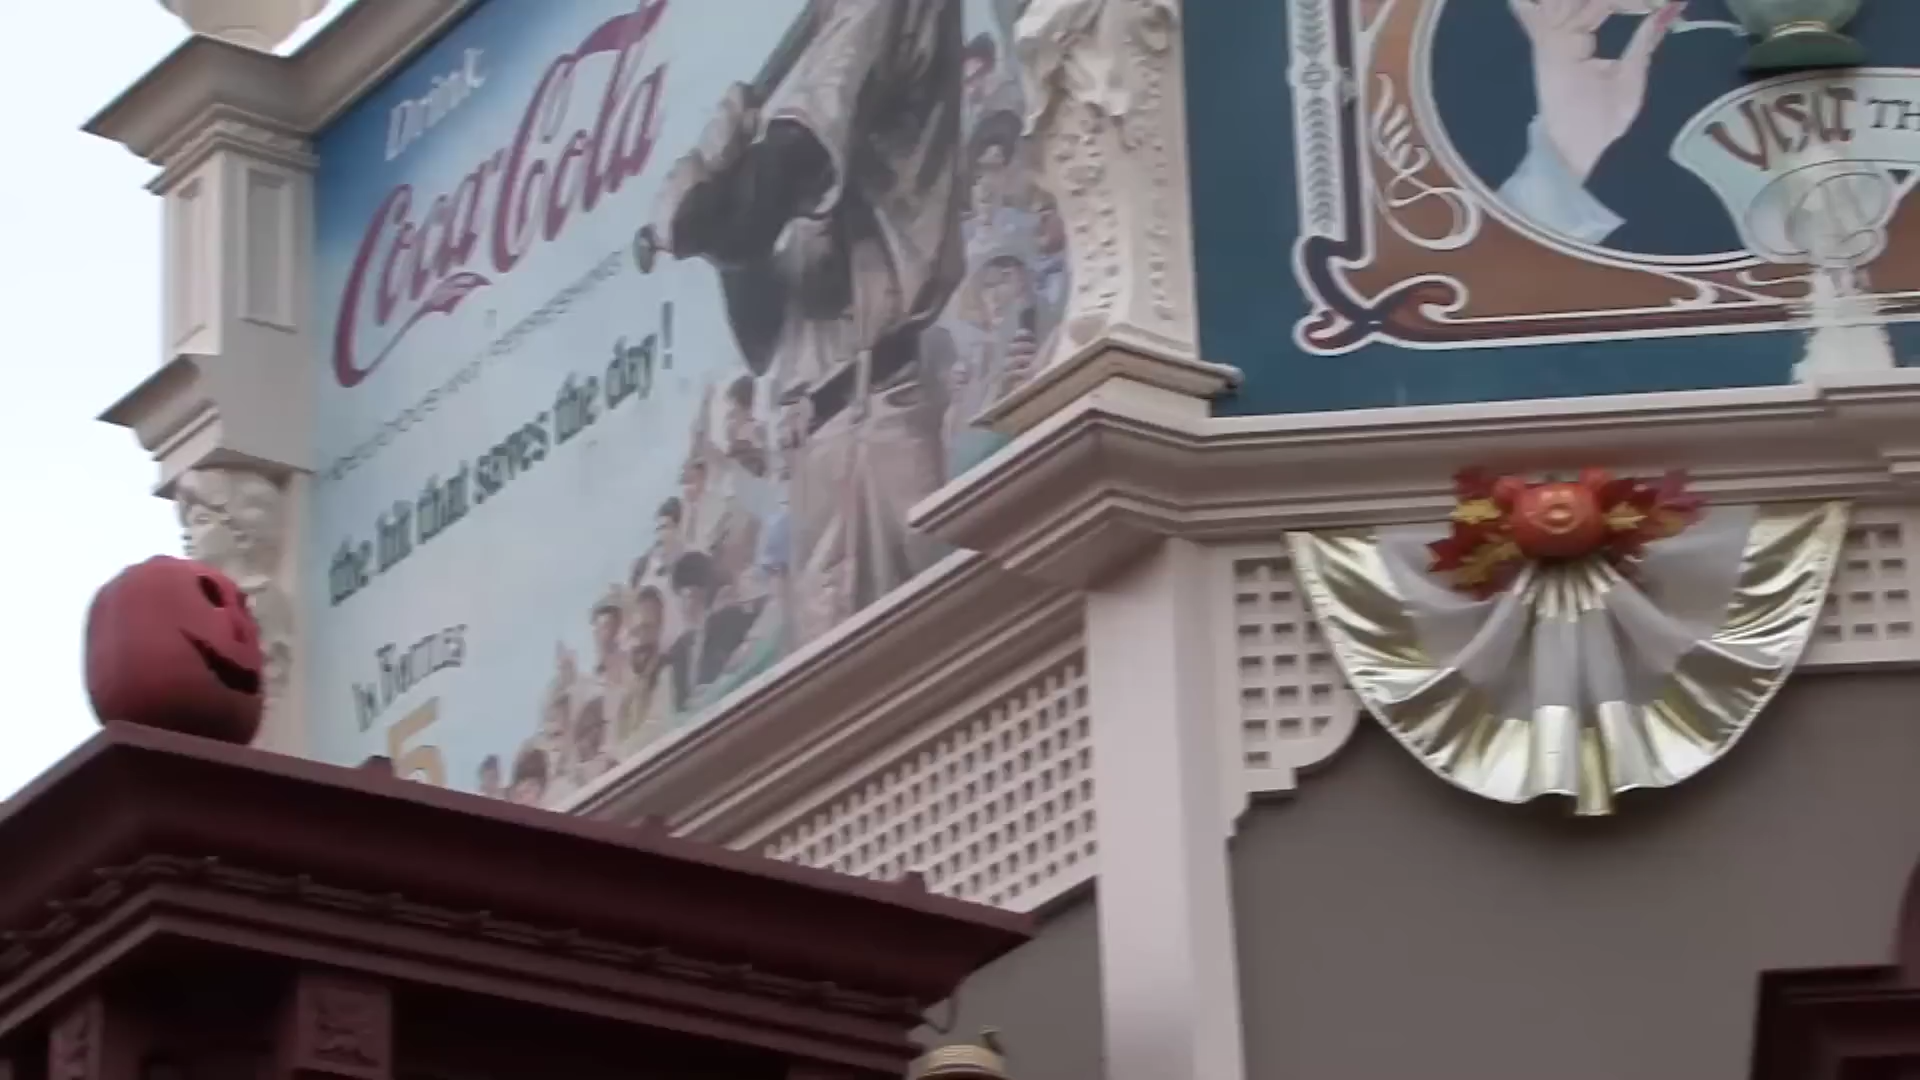 Drink
Coca-Cola
the hit that saves the day!
In Bottles
5
VISIT TH